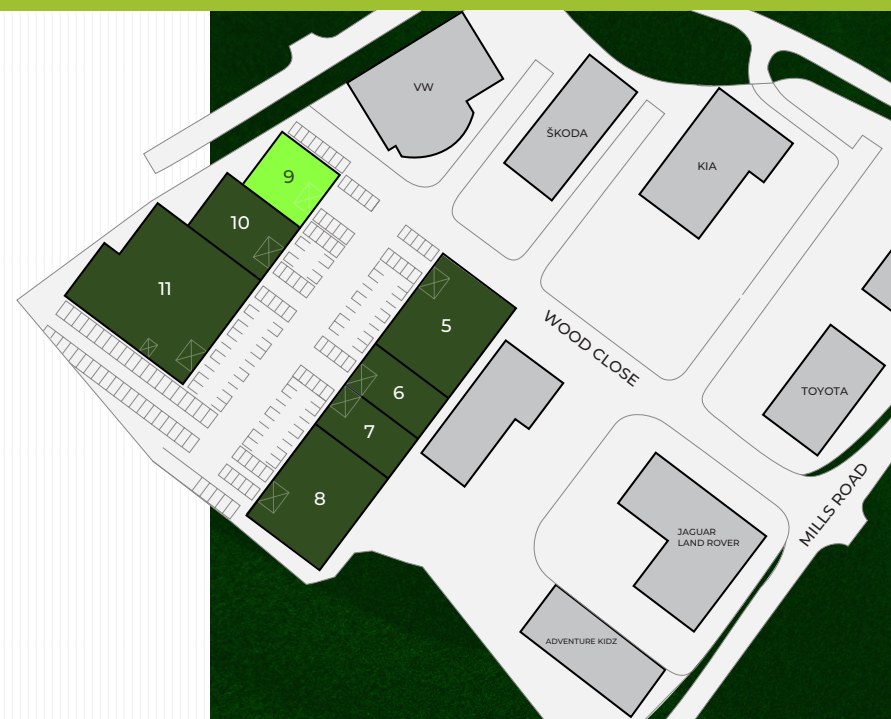 VW
ŠKODA
KIA
9
10
11
5
WOOD CLOSE
6
TOYOTA
7
8
MILLS ROAD
JAGUAR
LAND ROVER
ADVENTURE KIDZ